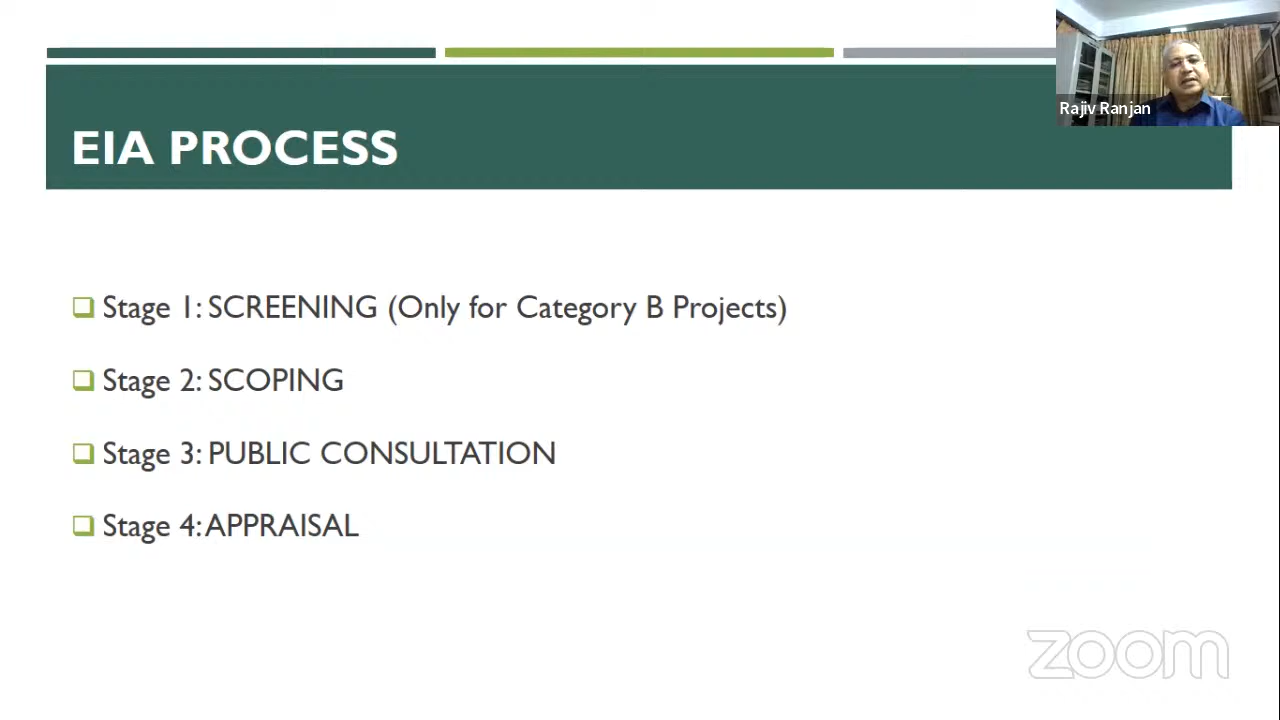 Rajiv Ranjan
EIA PROCESS
Stage 1: SCREENING (Only for Category B Projects)
Stage 2: SCOPING
Stage 3: PUBLIC CONSULTATION
Stage 4: APPRAISAL
zoom